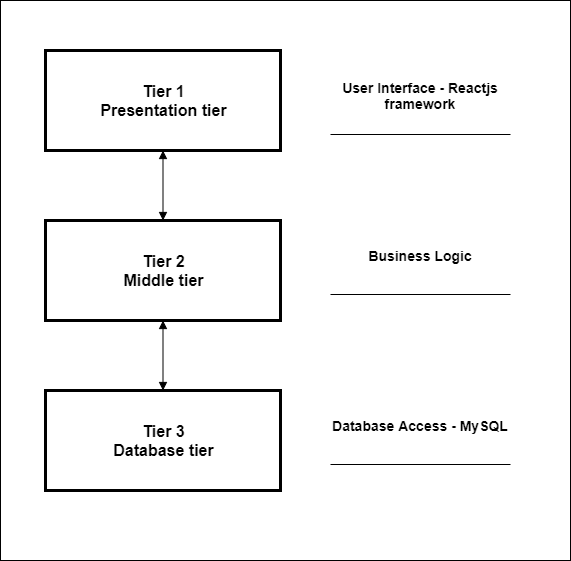 Tier 1
Presentation tier
User Interface - Reactjs
framework
Tier 2
Middle tier
Business Logic
Tier 3
Database tier
Database Access - MySQL